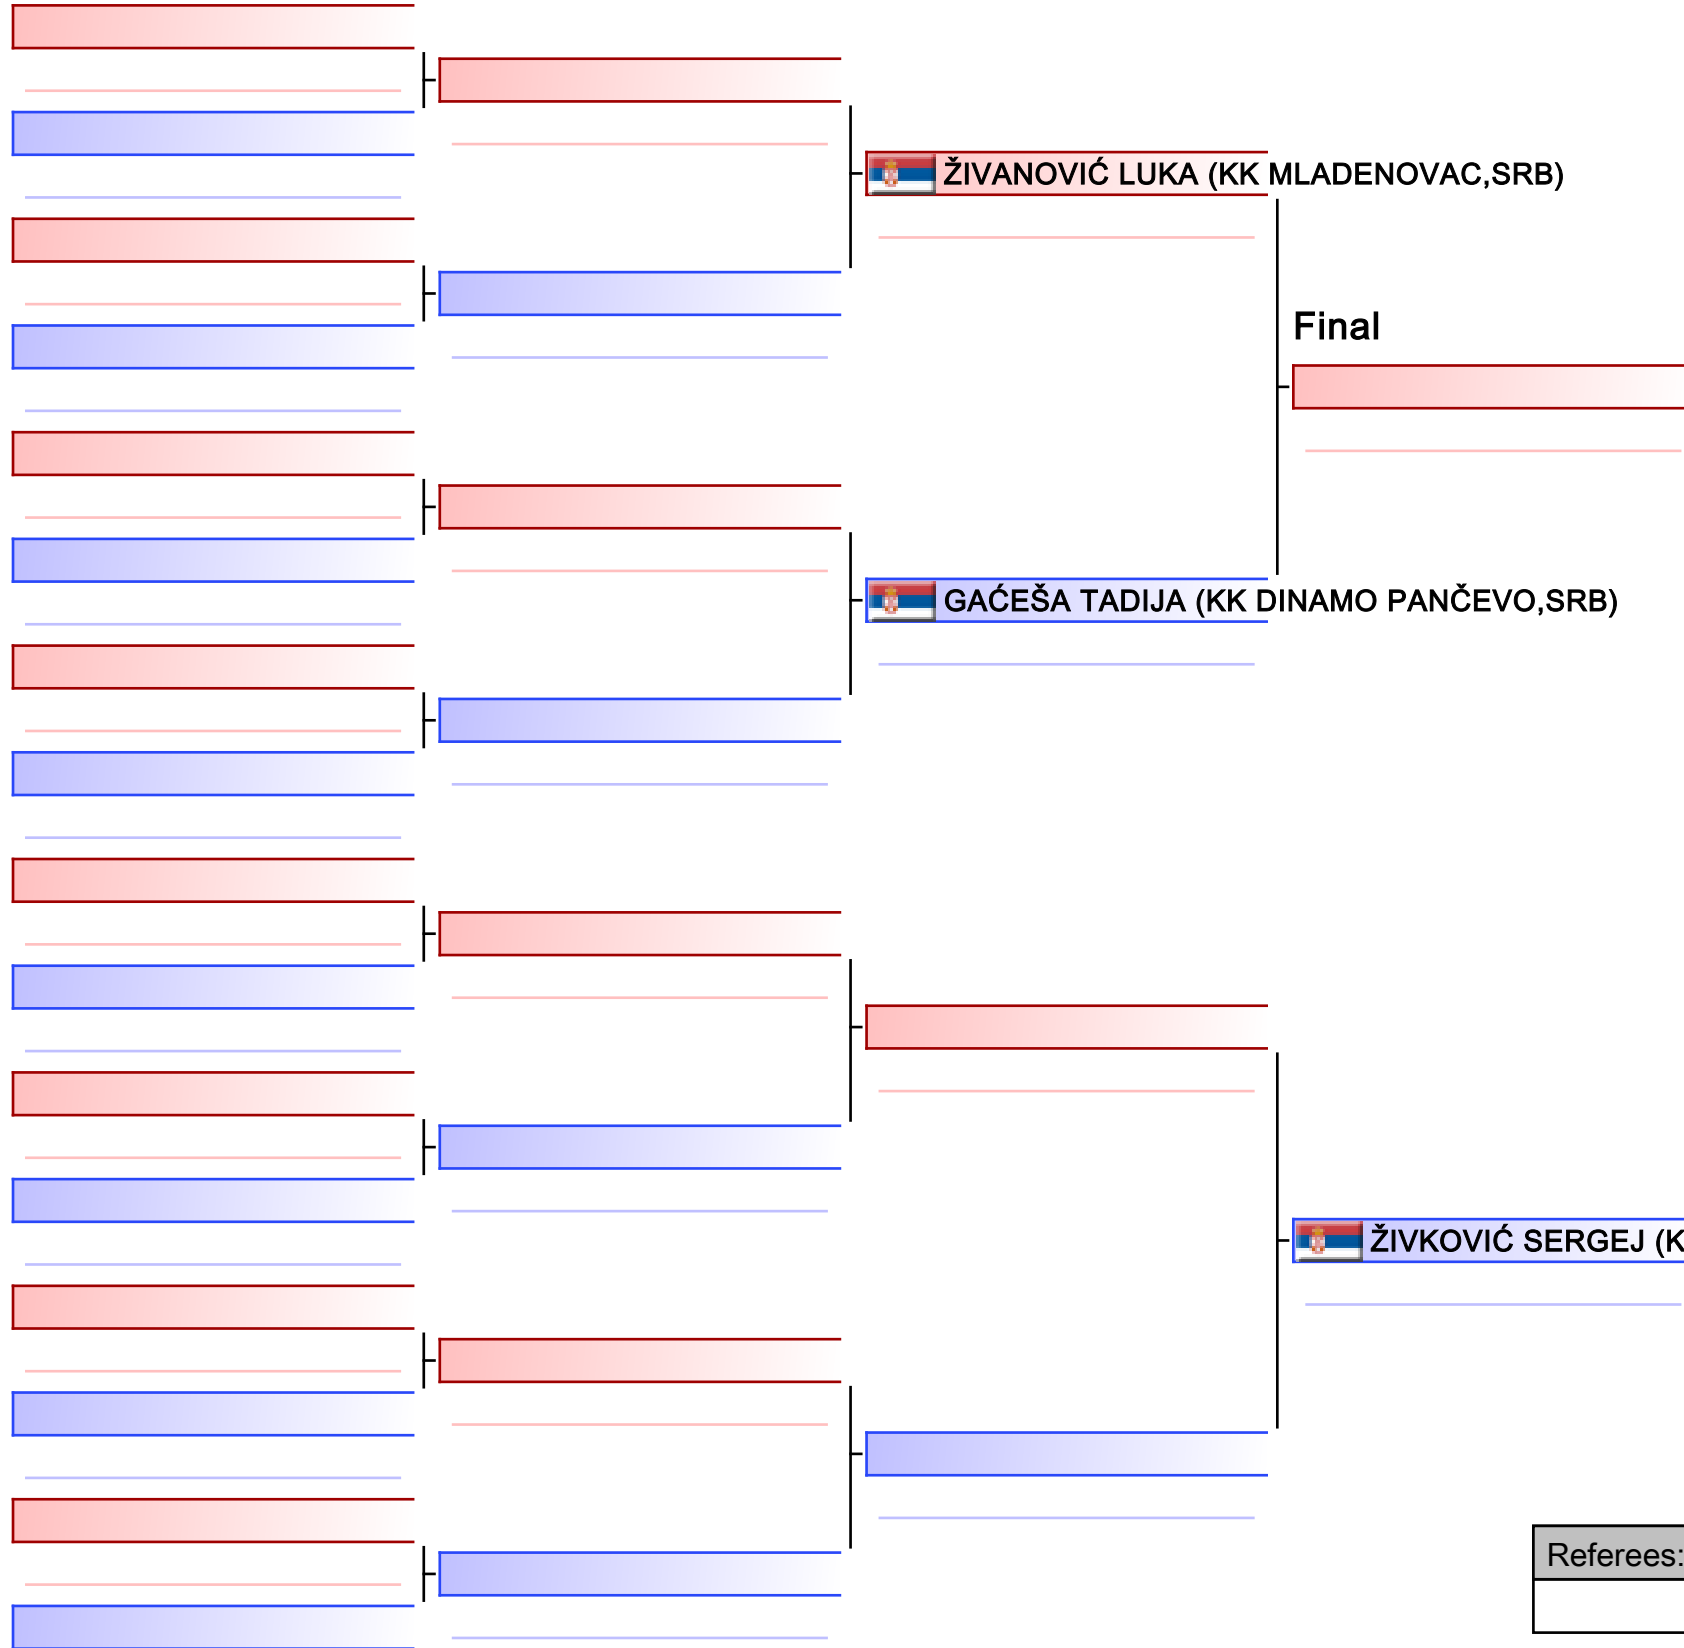 ŽIVANOVIĆ LUKA (KK MLADENOVAC,SRB)
Final
GAĆEŠA TADIJA (KK DINAMO PANČEVO,SRB)
ŽIVKOVIĆ SERGEJ (K
Referees: